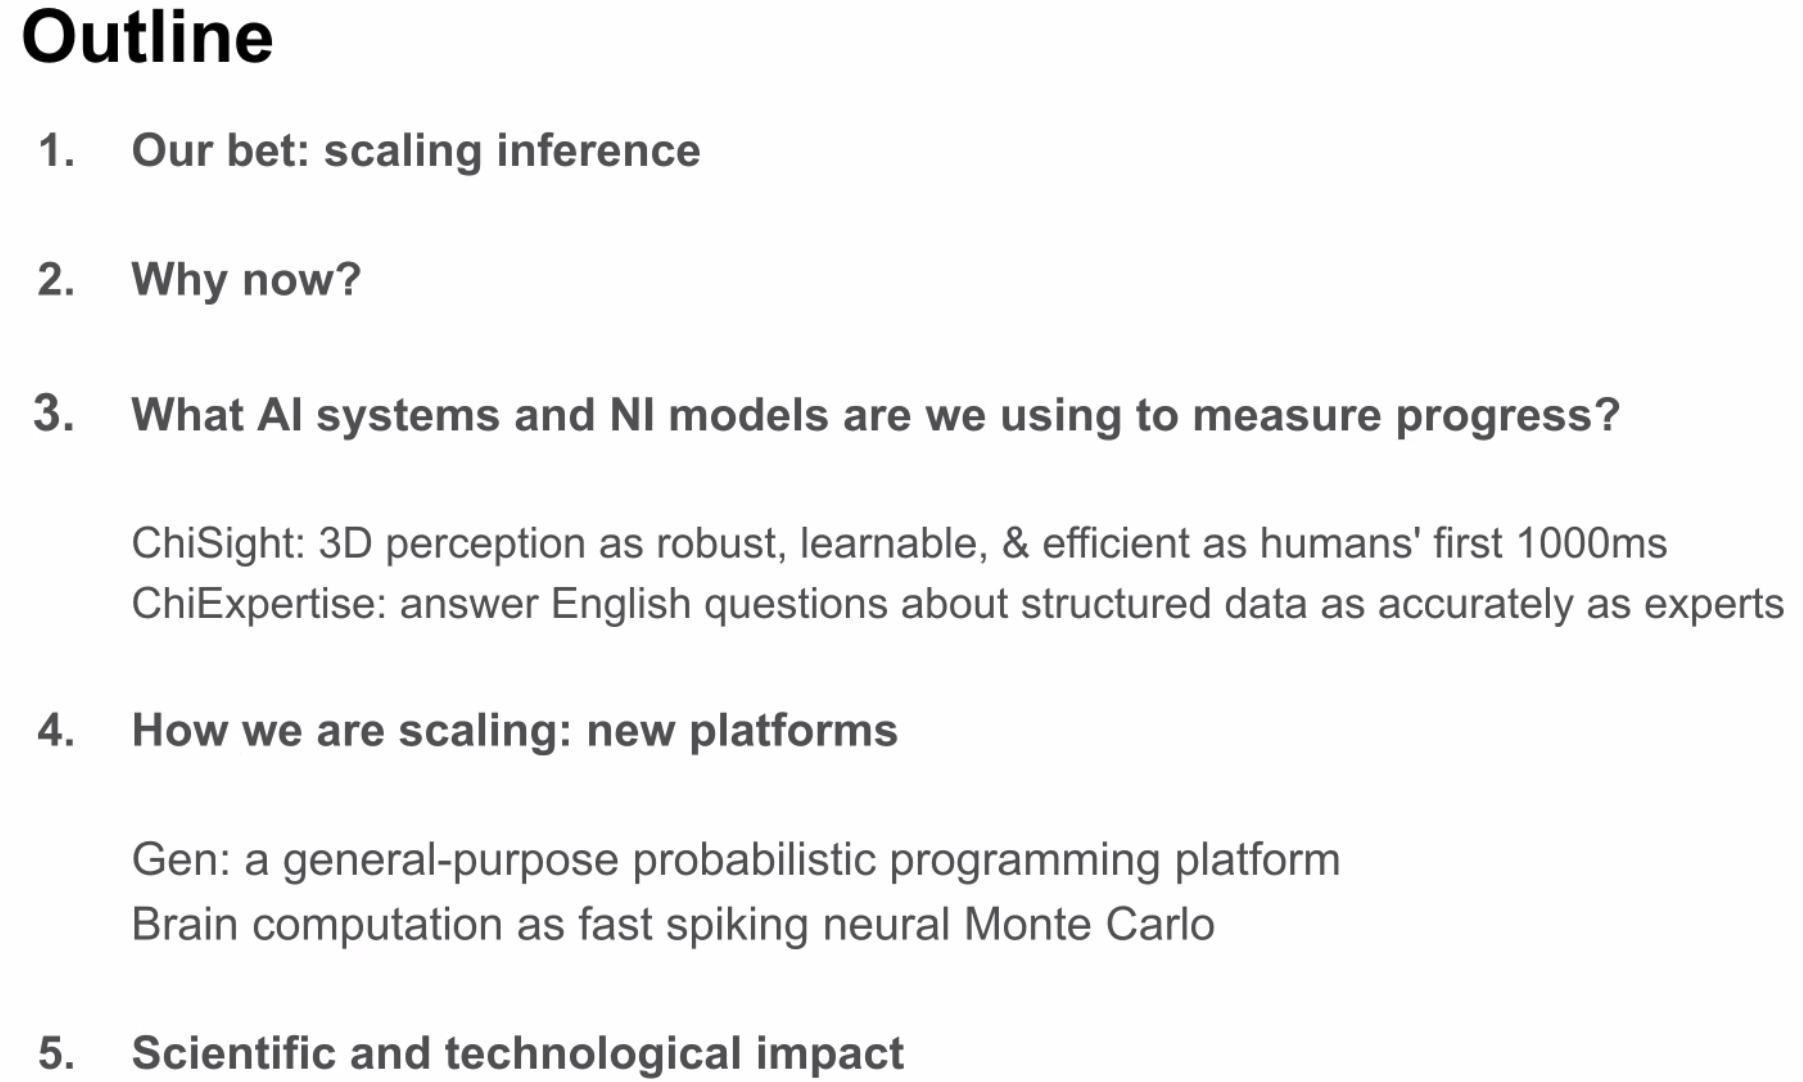 Outline
1. Our bet: scaling inference
2. Why now?
3. What AI systems and NI models are we using to measure progress?
ChiSight: 3D perception as robust, learnable, & efficient as humans' first 1000ms
ChiExpertise: answer English questions about structured data as accurately as experts
4. How we are scaling: new platforms
Gen: a general-purpose probabilistic programming platform
Brain computation as fast spiking neural Monte Carlo
5. Scientific and technological impact